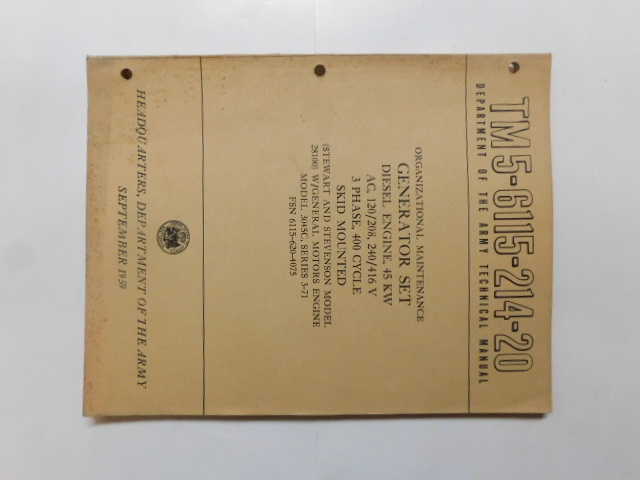 TM 5-6115-214-20
DEPARTMENT OF THE ARMY TECHNICAL MANUAL
ORGANIZATIONAL MAINTENANCE
GENERATOR SET
DIESEL ENGINE, 45 KW
AC, 120/208, 240/416 V
3 PHASE, 400 CYCLE
SKID MOUNTED
(STEWART AND STEVENSON MODEL
28100) W/GENERAL MOTORS ENGINE
MODEL 3045C, SERIES 3-71
FSN 6115-620-4075
HEADQUARTERS, DEPARTMENT OF THE ARMY
SEPTEMBER 1959